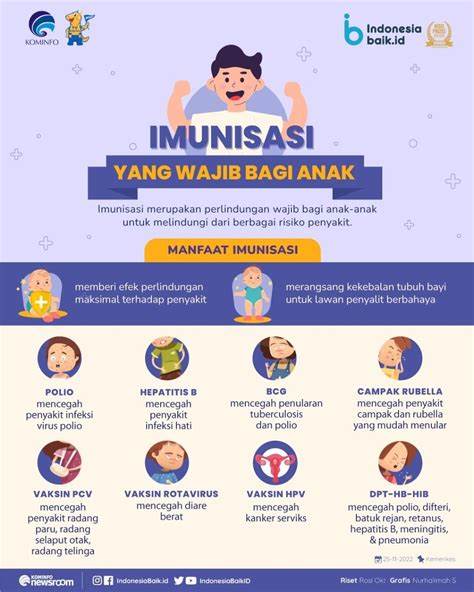 KOMINFO
Indonesia
baik.id
IMUNISASI
YANG WAJIB BAGI ANAK
Imunisasi merupakan perlindungan wajib bagi anak-anak
untuk melindungi dari berbagai risiko penyakit.
MANFAAT IMUNISASI
memberi efek perlindungan
maksimal terhadap penyakit
merangsang kekebalan tubuh bayi
untuk lawan penyalit berbahaya
POLIO
mencegah
penyakit infeksi
virus polio
HEPATITIS B
mencegah
penyakit
infeksi hati
BCG
mencegah penularan
tuberculosis
dan polio
CAMPAK RUBELLA
mencegah penyakit
campak dan rubella
yang mudah menular
VAKSIN PCV
mencegah
penyakit radang
paru, radang
selaput otak,
radang telinga
VAKSIN ROTAVIRUS
mencegah diare
berat
VAKSIN HPV
mencegah
kanker serviks
DPT-HB-HIB
mencegah polio, difteri,
batuk rejan, retanus,
hepatitis B, meningitis,
& pneumonia
25-11-2022 Kemenkes
KOMINFO
newsroom
IndonesiaBaik.id
IndonesiaBaikID
Riset Rosi Okt Grafis Nurhalimah S